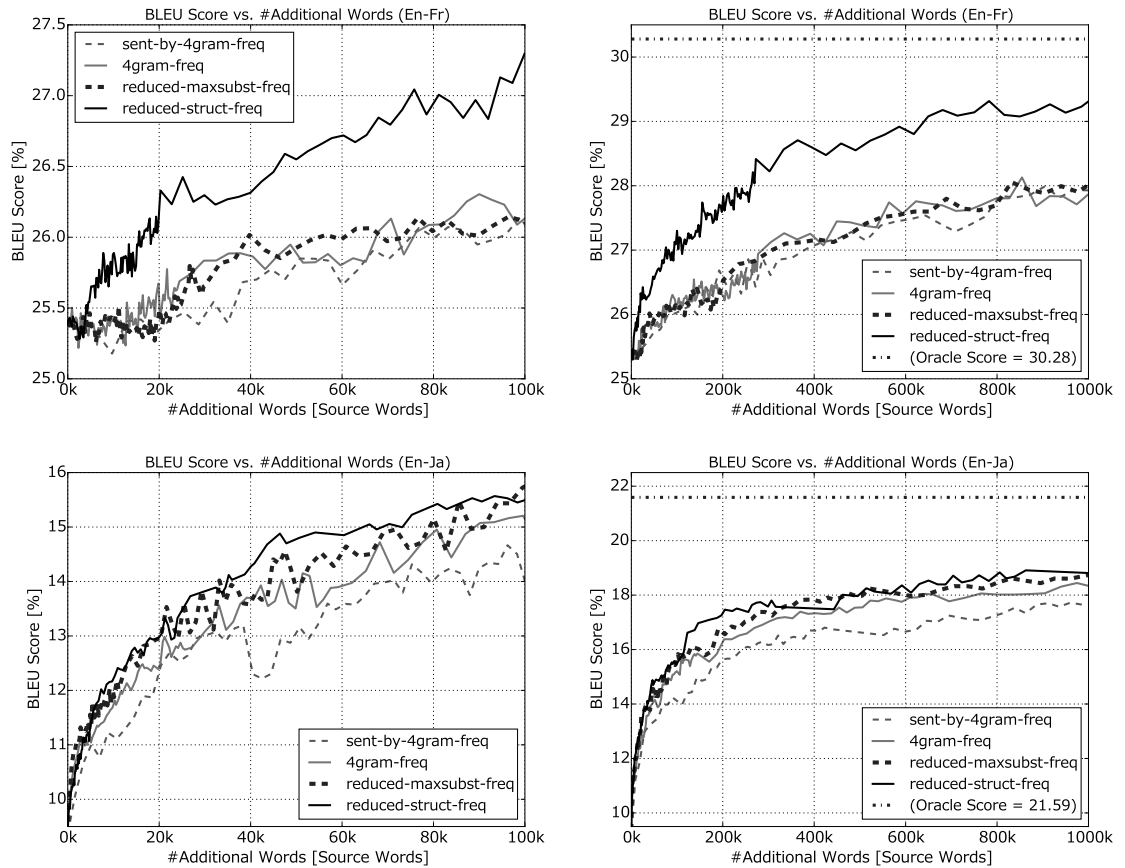 BLEU Score vs. #Additional Words (En-Fr)
27.5
27.0
26.5
26.0
25.5
25.0
BLEU Score [%]
sent-by-4gram-freq
4gram-freq
reduced-maxsubst-freq
reduced-struct-freq
0k 20k 40k 60k 80k 100k
#Additional Words [Source Words]
BLEU Score vs. #Additional Words (En-Fr)
30
29
28
27
26
25
BLEU Score [%]
sent-by-4gram-freq
4gram-freq
reduced-maxsubst-freq
reduced-struct-freq
(Oracle Score = 30.28)
0k 200k 400k 600k 800k 1000k
#Additional Words [Source Words]
BLEU Score vs. #Additional Words (En-Ja)
16
15
14
13
12
11
10
BLEU Score [%]
sent-by-4gram-freq
4gram-freq
reduced-maxsubst-freq
reduced-struct-freq
0k 20k 40k 60k 80k 100k
#Additional Words [Source Words]
BLEU Score vs. #Additional Words (En-Ja)
22
20
18
16
14
12
10
BLEU Score [%]
sent-by-4gram-freq
4gram-freq
reduced-maxsubst-freq
reduced-struct-freq
(Oracle Score = 21.59)
0k 200k 400k 600k 800k 1000k
#Additional Words [Source Words]